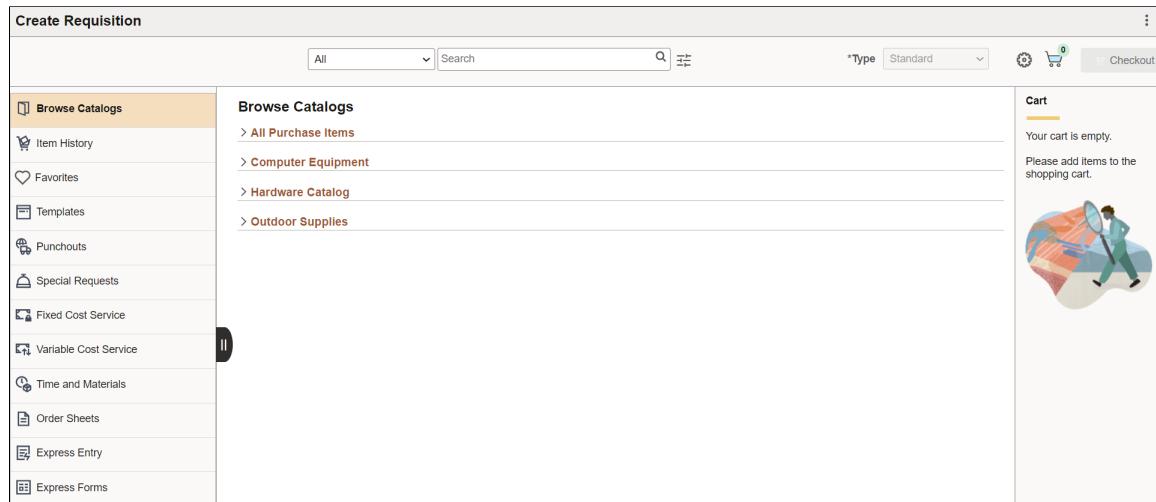 Create Requisition
All
Search
*Type
Standard
0
Checkout
Browse Catalogs
Item History
Favorites
Templates
Punchouts
Special Requests
Fixed Cost Service
Variable Cost Service
Time and Materials
Order Sheets
Express Entry
Express Forms
Browse Catalogs
All Purchase Items
Computer Equipment
Hardware Catalog
Outdoor Supplies
Cart
Your cart is empty.
Please add items to the
shopping cart.